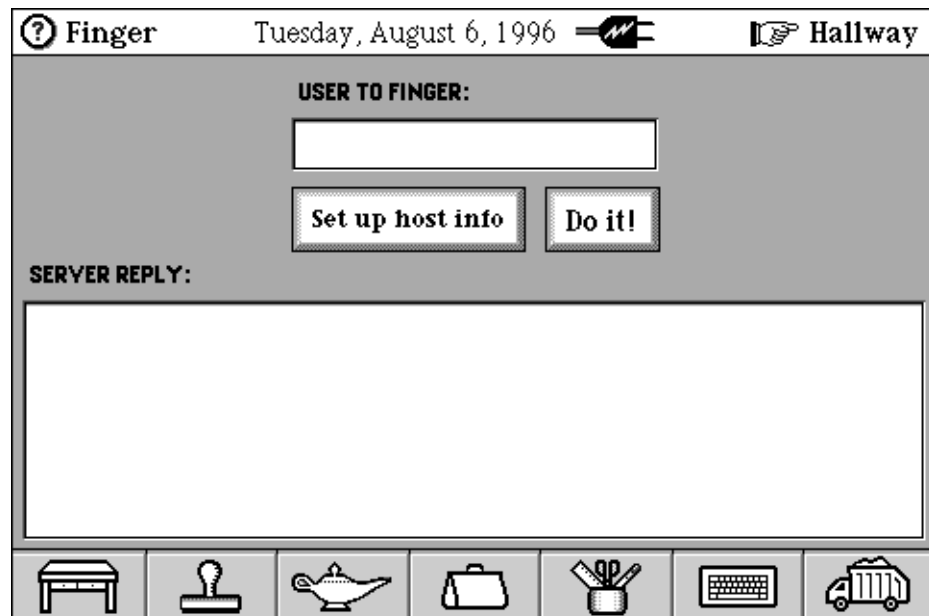 ? Finger Tuesday, August 6, 1996 Hallway
USER TO FINGER:
Set up host info Do it!
SERVER REPLY: